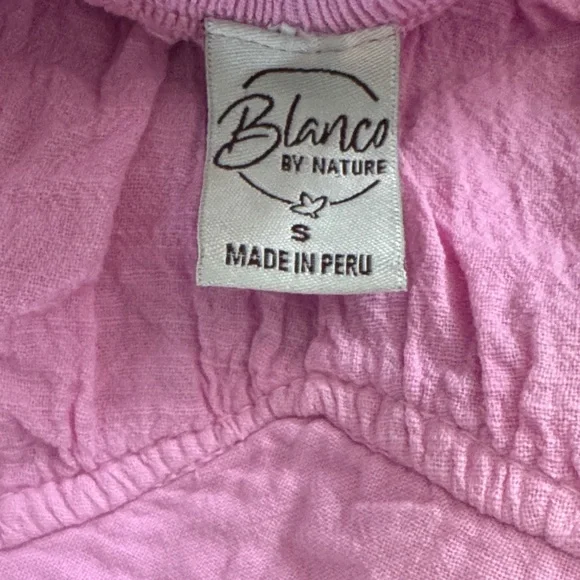 Blanco
BY NATURE
S
MADE IN PERU